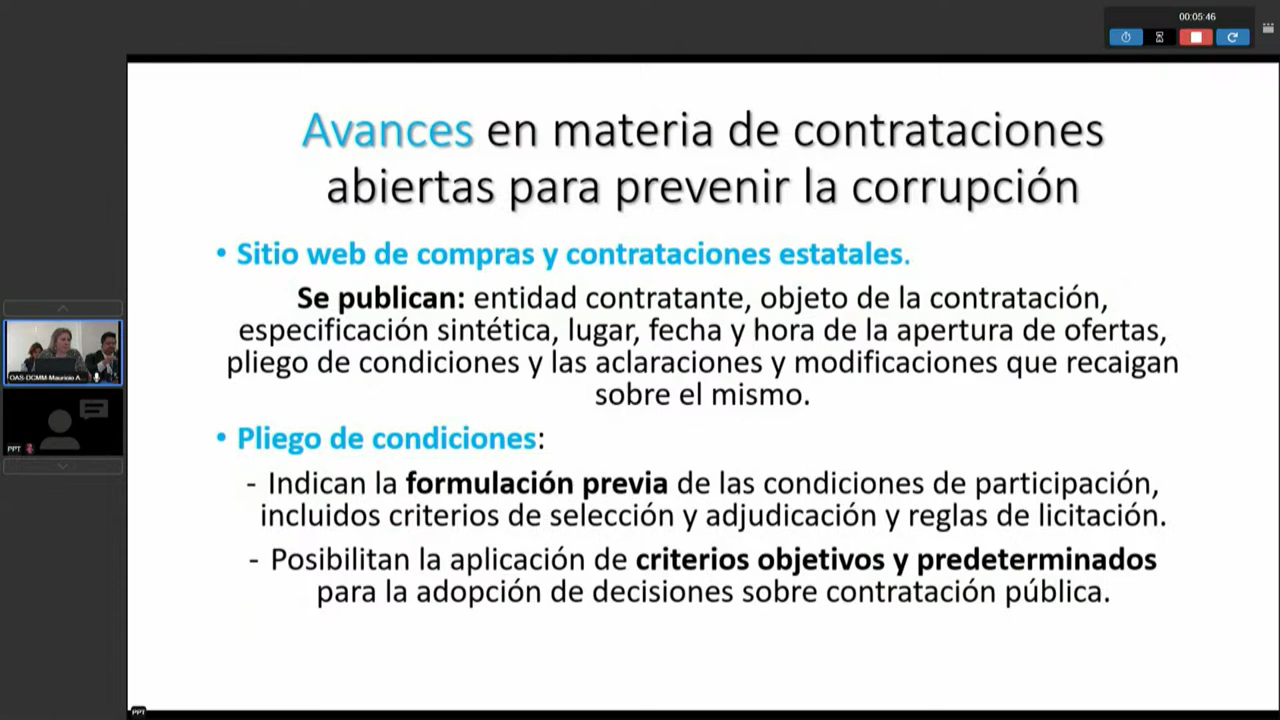 00:05:46
Avances en materia de contrataciones
abiertas para prevenir la corrupción
• Sitio web de compras y contrataciones estatales.
Se publican: entidad contratante, objeto de la contratación,
especificación sintética, lugar, fecha y hora de la apertura de ofertas,
pliego de condiciones y las aclaraciones y modificaciones que recaigan
sobre el mismo.
• Pliego de condiciones:
- Indican la formulación previa de las condiciones de participación,
incluidos criterios de selección y adjudicación y reglas de licitación.
- Posibilitan la aplicación de criterios objetivos y predeterminados
para la adopción de decisiones sobre contratación pública.
OAS-DCMM-Mauricio A...
PPT
PPT